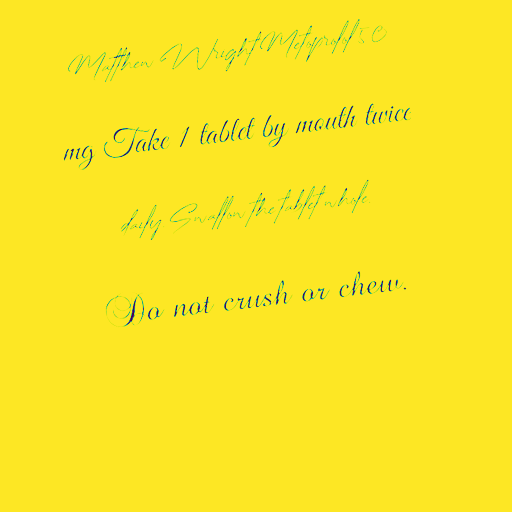 Matthew Wright Metoprolol
mg Take 1 tablet by mouth twice
daily Swallow the tablet whole
Do not crush or chew.